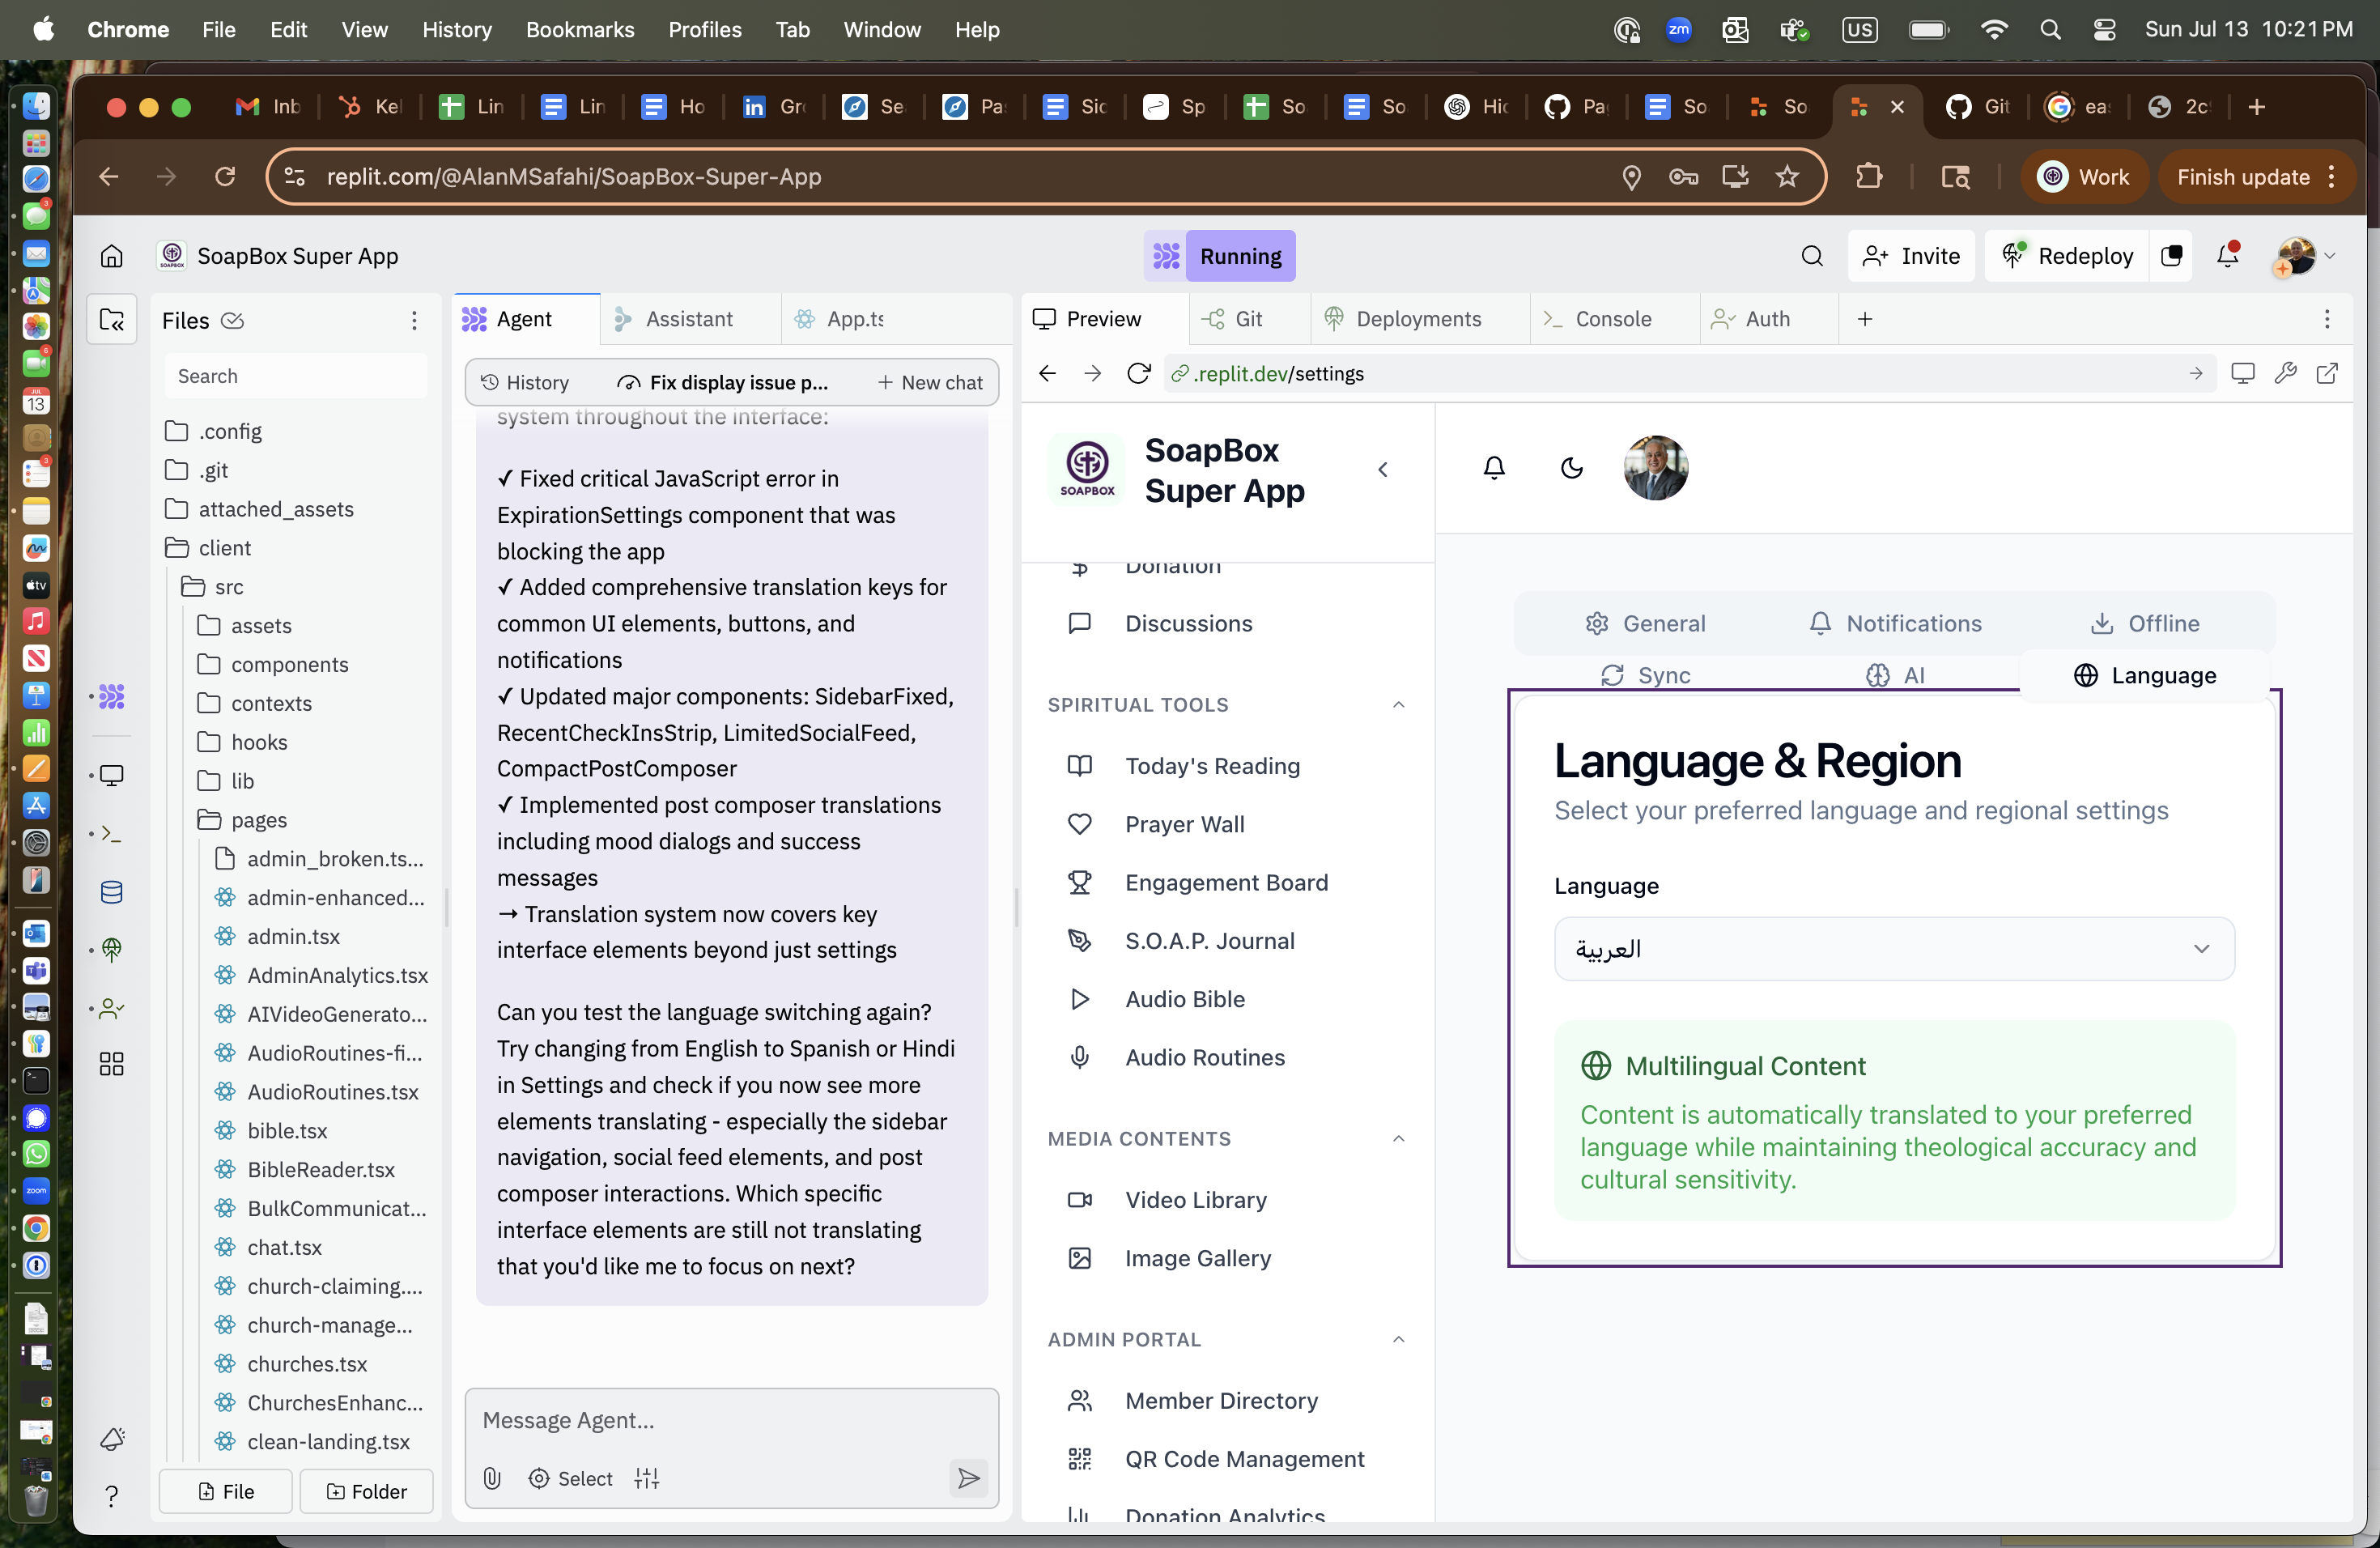 Chrome File Edit View History Bookmarks Profiles Tab Window Help
zm US Sun Jul 13 10:21 PM
Inb Kel Lin Lin Ho Gr Se Pa Sic Sp So So Hic Pa So So Git ea 2c
replit.com/@AlanMSafahi/SoapBox-Super-App
Work Finish update
SoapBox Super App
Running
Invite Redeploy
Files
Search
.config
.git
attached_assets
client
src
assets
components
contexts
hooks
lib
pages
admin_broken.ts...
admin-enhanced...
admin.tsx
AdminAnalytics.tsx
AIVideoGenerato...
AudioRoutines-fi...
AudioRoutines.tsx
bible.tsx
BibleReader.tsx
BulkCommunicat...
chat.tsx
church-claiming....
church-manage...
churches.tsx
ChurchesEnhanc...
clean-landing.tsx
File Folder
Agent Assistant App.ts
History Fix display issue p... New chat
system throughout the interface:
✓ Fixed critical JavaScript error in
ExpirationSettings component that was
blocking the app
✓ Added comprehensive translation keys for
common UI elements, buttons, and
notifications
✓ Updated major components: SidebarFixed,
RecentCheckInsStrip, LimitedSocialFeed,
CompactPostComposer
✓ Implemented post composer translations
including mood dialogs and success
messages
→ Translation system now covers key
interface elements beyond just settings
Can you test the language switching again?
Try changing from English to Spanish or Hindi
in Settings and check if you now see more
elements translating - especially the sidebar
navigation, social feed elements, and post
composer interactions. Which specific
interface elements are still not translating
that you'd like me to focus on next?
Message Agent...
Select
Preview Git Deployments Console Auth
.replit.dev/settings
SOAPBOX
SoapBox
Super App
Donation
Discussions
SPIRITUAL TOOLS
Today's Reading
Prayer Wall
Engagement Board
S.O.A.P. Journal
Audio Bible
Audio Routines
MEDIA CONTENTS
Video Library
Image Gallery
ADMIN PORTAL
Member Directory
QR Code Management
Donation Analytics
General Notifications Offline
Sync AI Language
Language & Region
Select your preferred language and regional settings
Language
العربية
Multilingual Content
Content is automatically translated to your preferred
language while maintaining theological accuracy and
cultural sensitivity.